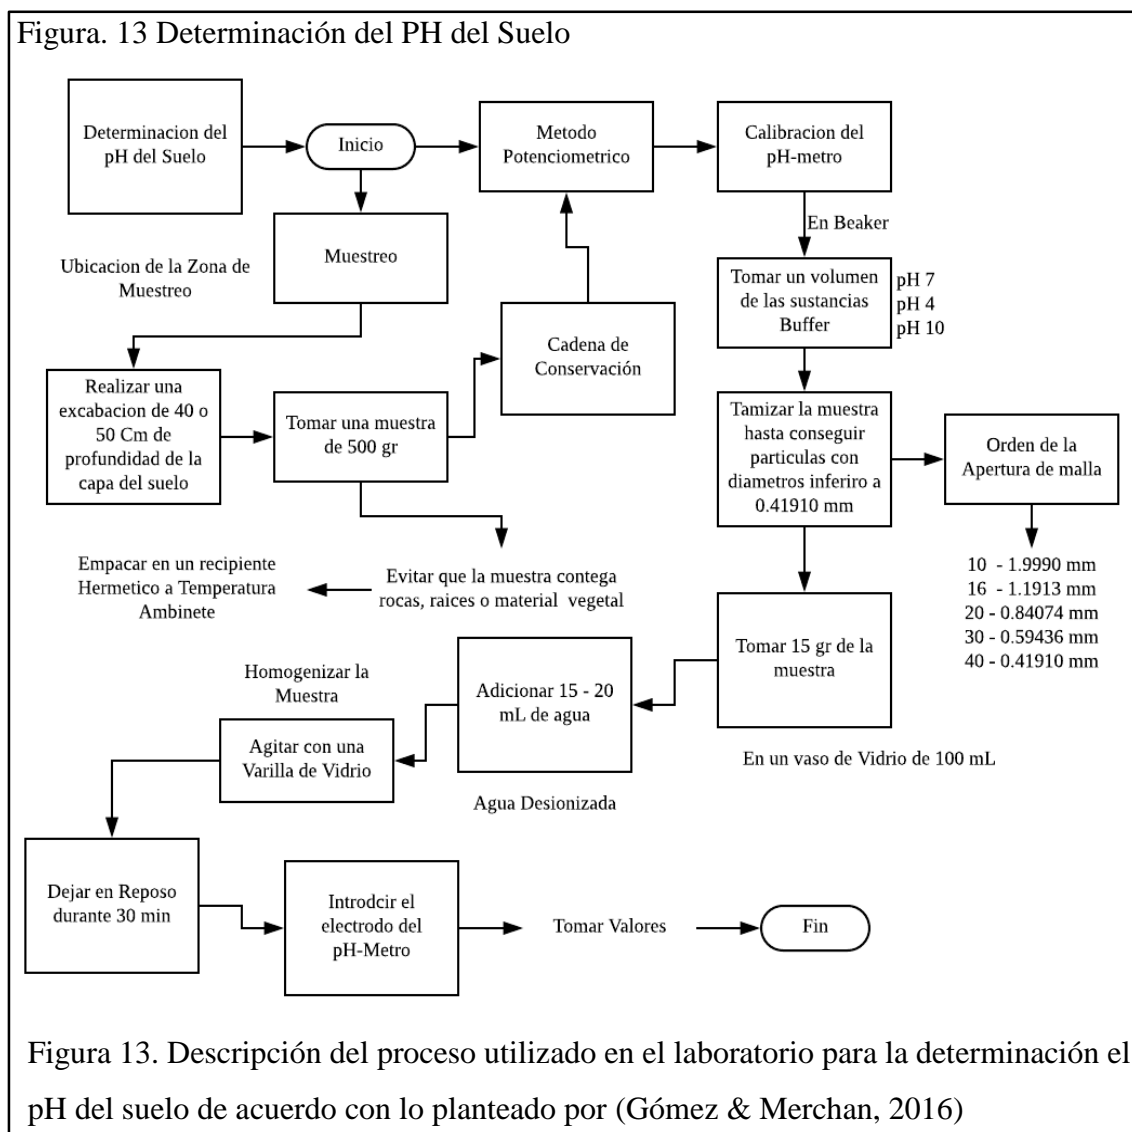 Figura. 13 Determinación del PH del Suelo
Determinacion del
pH del Suelo
Inicio
Metodo
Potenciometrico
Calibracion del
pH-metro
En Beaker
Ubicacion de la Zona de
Muestreo
Muestreo
Tomar un volumen
de las sustancias
Buffer
pH 7
pH 4
pH 10
Cadena de
Conservación
Realizar una
excabacion de 40 o
50 Cm de
profundidad de la
capa del suelo
Tomar una muestra
de 500 gr
Tamizar la muestra
hasta conseguir
particulas con
diametros inferiro a
0.41910 mm
Orden de la
Apertura de malla
10 - 1.9990 mm
16 - 1.1913 mm
20 - 0.84074 mm
30 - 0.59436 mm
40 - 0.41910 mm
Empacar en un recipiente
Hermetico a Temperatura
Ambinete
Evitar que la muestra contega
rocas, raices o material vegetal
Tomar 15 gr de la
muestra
En un vaso de Vidrio de 100 mL
Adicionar 15 - 20
mL de agua
Agua Desionizada
Homogenizar la
Muestra
Agitar con una
Varilla de Vidrio
Dejar en Reposo
durante 30 min
Introdcir el
electrodo del
pH-Metro
Tomar Valores
Fin
Figura 13. Descripción del proceso utilizado en el laboratorio para la determinación el
pH del suelo de acuerdo con lo planteado por (Gómez & Merchan, 2016)